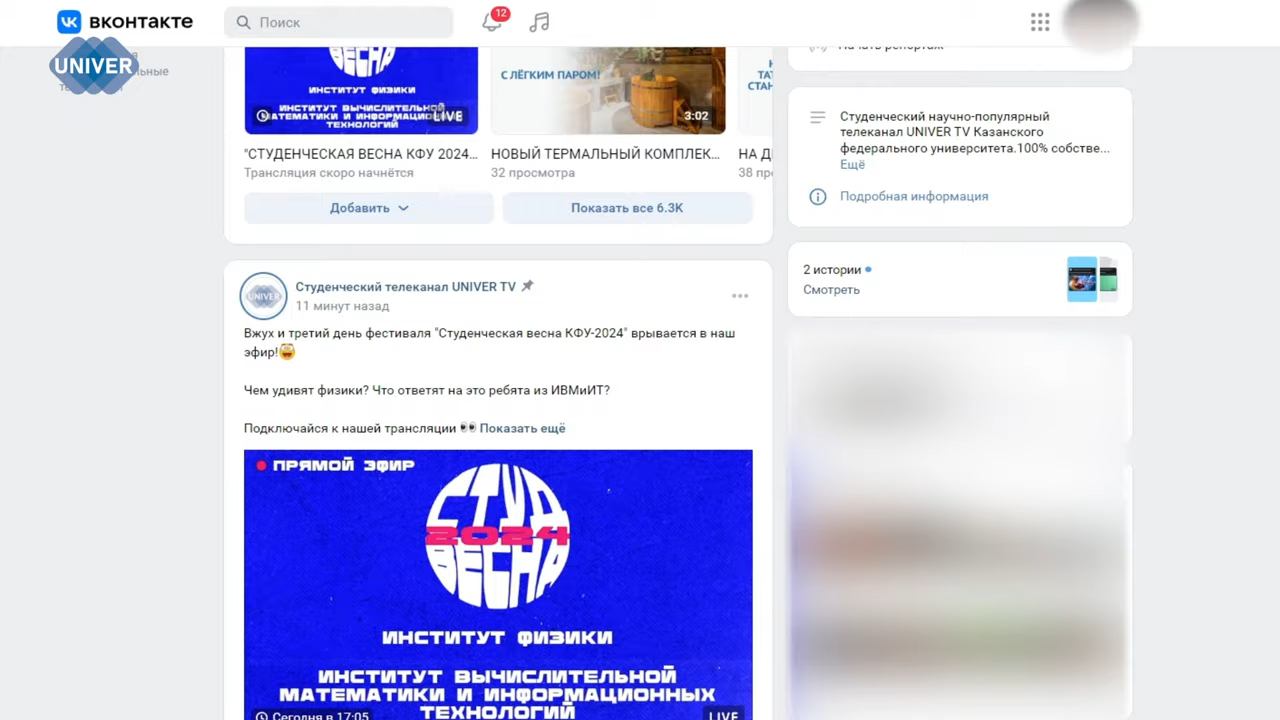 вконтакте
Поиск
12
UNIVER
С ЛЁГКИМ ПАРОМ!
3:02
ИНСТИТУТ ФИЗИКИ
ИНСТИТУТ ВЫЧИСЛИТЕЛЬНОЙ
МАТЕМАТИКИ И ИНФОРМАЦИОННЫХ
ТЕХНОЛОГИЙ
LIVE
"СТУДЕНЧЕСКАЯ ВЕСНА КФУ 2024...
Трансляция скоро начнётся
НОВЫЙ ТЕРМАЛЬНЫЙ КОМПЛЕК...
32 просмотра
НА Д
38 пр
Добавить
Показать все 6.3K
Начать репортаж
Студенческий научно-популярный
телеканал UNIVER TV Казанского
федерального университета.100% собстве...
Ещё
Подробная информация
2 истории
Смотреть
UNIVER
Студенческий телеканал UNIVER TV
11 минут назад
Вжух и третий день фестиваля "Студенческая весна КФУ-2024" врывается в наш
эфир!
Чем удивят физики? Что ответят на это ребята из ИВМиИТ?
Подключайся к нашей трансляции Показать ещё
ПРЯМОЙ ЭФИР
СТУД
2024
ВЕСНА
ИНСТИТУТ ФИЗИКИ
ИНСТИТУТ ВЫЧИСЛИТЕЛЬНОЙ
МАТЕМАТИКИ И ИНФОРМАЦИОННЫХ
ТЕХНОЛОГИЙ
Сегодня в 17:05
LIVE